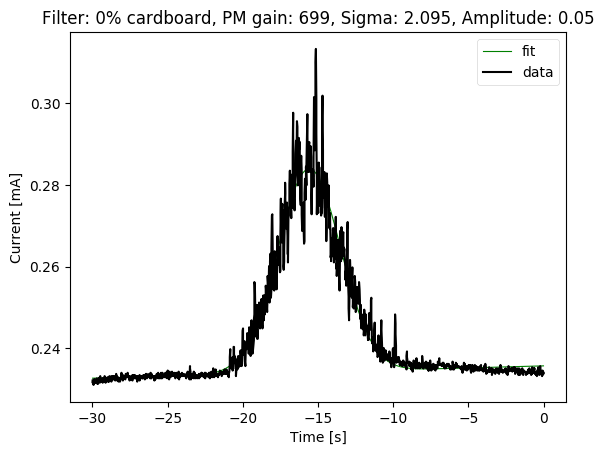 Filter: 0% cardboard, PM gain: 699, Sigma: 2.095, Amplitude: 0.05
fit
data
Current [mA]
0.30
0.28
0.26
0.24
−30
−25
−20
−15
−10
−5
0
Time [s]